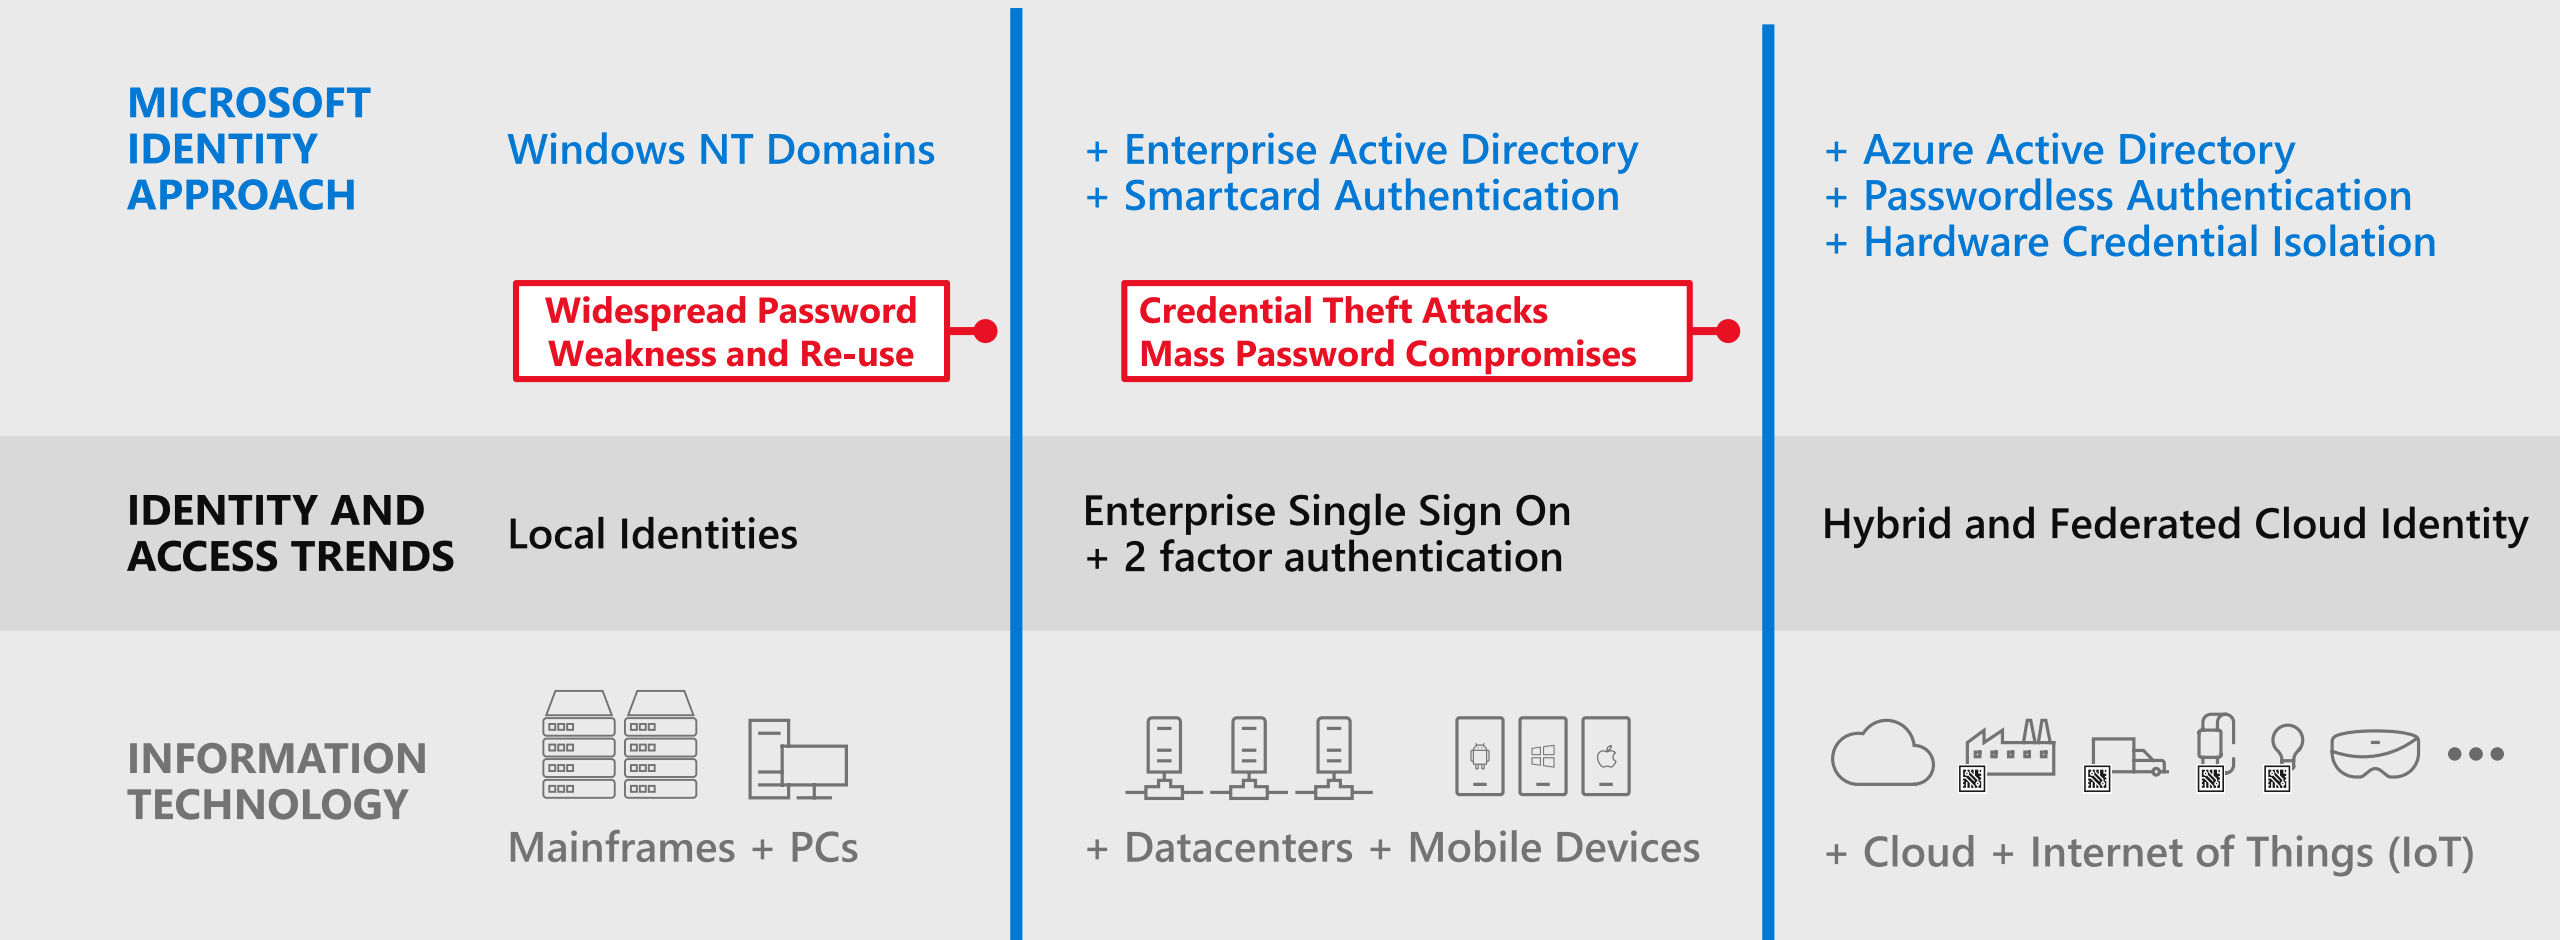 MICROSOFT
IDENTITY
APPROACH
Windows NT Domains
+ Enterprise Active Directory
+ Smartcard Authentication
+ Azure Active Directory
+ Passwordless Authentication
+ Hardware Credential Isolation
Widespread Password
Weakness and Re-use
Credential Theft Attacks
Mass Password Compromises
IDENTITY AND
ACCESS TRENDS
Local Identities
Enterprise Single Sign On
+ 2 factor authentication
Hybrid and Federated Cloud Identity
INFORMATION
TECHNOLOGY
Mainframes + PCs
+ Datacenters + Mobile Devices
+ Cloud + Internet of Things (IoT)